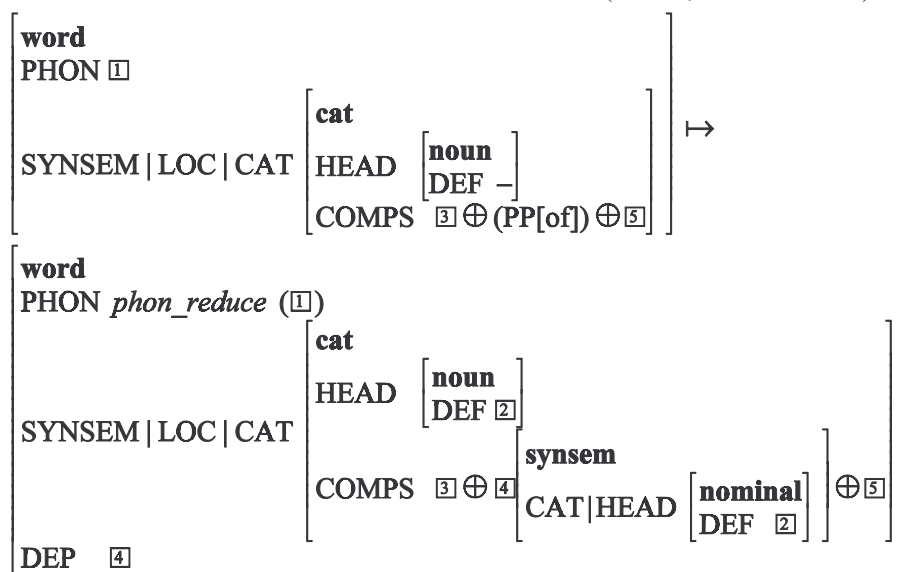 word
PHON 1
SYNSEM | LOC | CAT
cat
HEAD
noun
DEF –
COMPS 3 ⊕ (PP[of]) ⊕ 5
↦
word
PHON phon_reduce (1)
SYNSEM | LOC | CAT
cat
HEAD
noun
DEF 2
COMPS 3 ⊕ 4
synsem
CAT|HEAD
nominal
DEF 2
⊕ 5
DEP 4